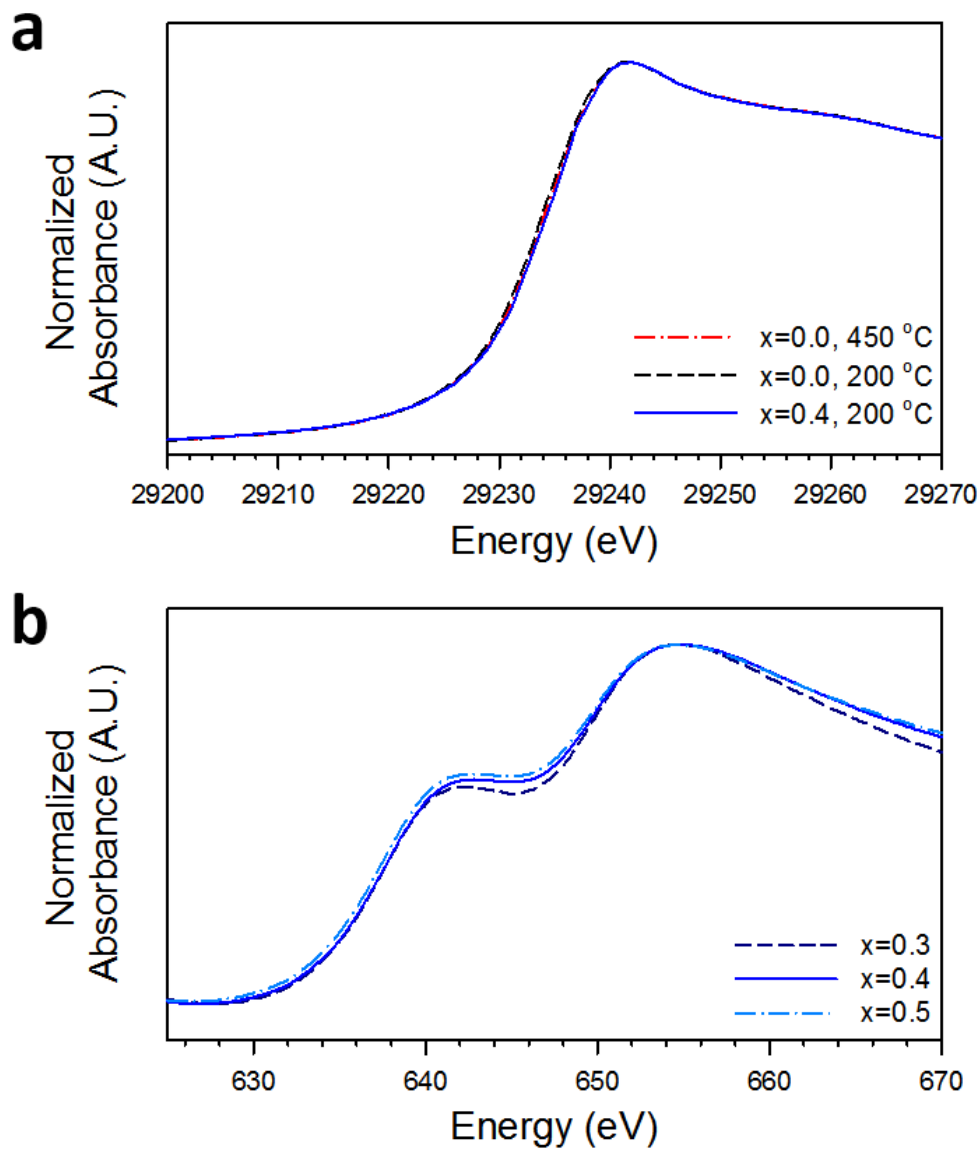 a
Normalized
Absorbance (A.U.)
x=0.0, 450 °C
x=0.0, 200 °C
x=0.4, 200 °C
29200 29210 29220 29230 29240 29250 29260 29270
Energy (eV)
b
Normalized
Absorbance (A.U.)
x=0.3
x=0.4
x=0.5
630 640 650 660 670
Energy (eV)